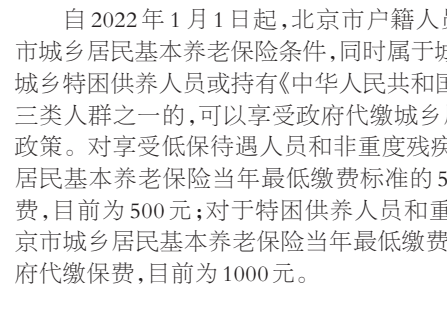 自2022年1月1日起,北京市户籍人员
市城乡居民基本养老保险条件,同时属于城
城乡特困供养人员或持有《中华人民共和国
三类人群之一的,可以享受政府代缴城乡
政策。对享受低保待遇人员和非重度残疾
居民基本养老保险当年最低缴费标准的5
费,目前为500元;对于特困供养人员和重
京市城乡居民基本养老保险当年最低缴费
府代缴保费,目前为1000元。